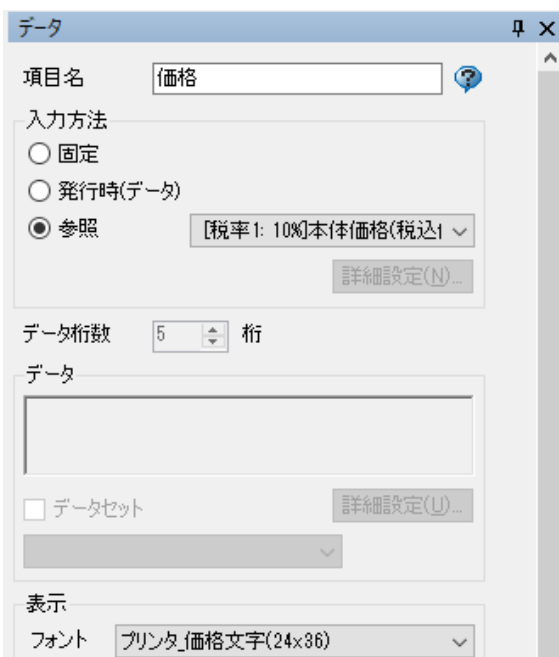 データ
項目名 価格
入力方法
固定
発行時(データ)
参照 [税率1: 10%]本体価格(税込
詳細設定(N)...
データ桁数 5 桁
データ
データセット 詳細設定(U)...
表示
フォント プリンタ_価格文字(24x36)